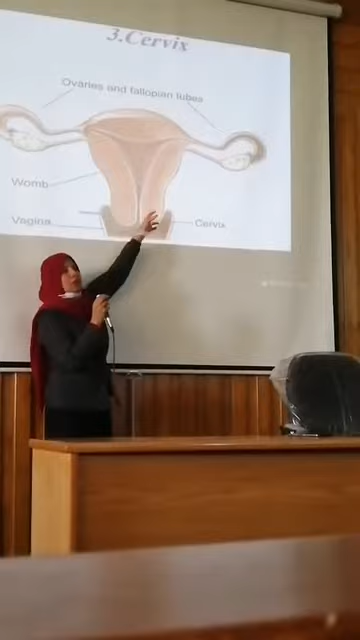 3.Cervix
Ovaries and fallopian tubes
Womb
Vagina
Cervix